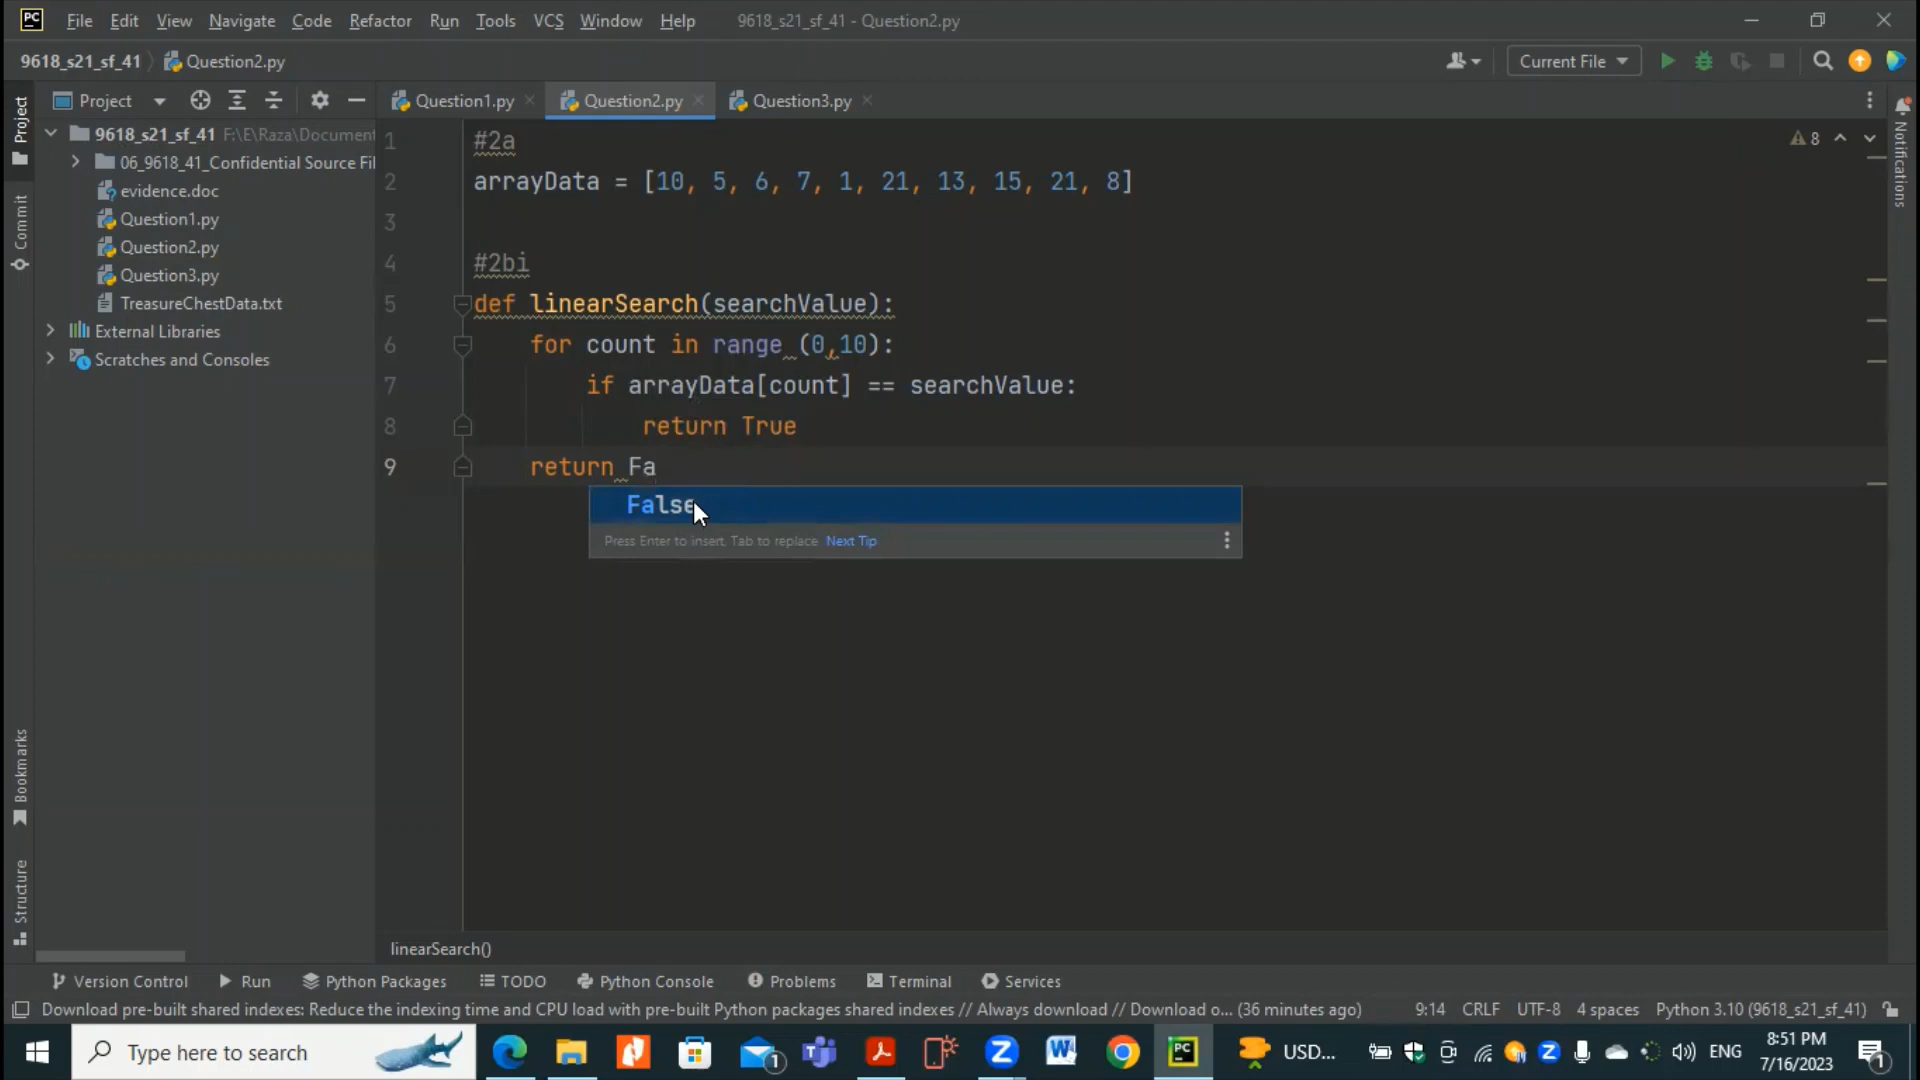 PC File Edit View Navigate Code Refactor Run Tools VCS Window Help 9618_s21_sf_41 - Question2.py
9618_s21_sf_41 Question2.py Current File
Project Question1.py Question2.py Question3.py
Project
Commit
Bookmarks
Structure
Notifications
9618_s21_sf_41 F:\E\Raza\Document
06_9618_41_Confidential Source Fil
evidence.doc
Question1.py
Question2.py
Question3.py
TreasureChestData.txt
External Libraries
Scratches and Consoles
8
1 #2a
2 arrayData = [10, 5, 6, 7, 1, 21, 13, 15, 21, 8]
3
4 #2bi
5 def linearSearch(searchValue):
6 for count in range (0,10):
7 if arrayData[count] == searchValue:
8 return True
9 return Fa
False
Press Enter to insert, Tab to replace Next Tip
linearSearch()
Version Control Run Python Packages TODO Python Console Problems Terminal Services
Download pre-built shared indexes: Reduce the indexing time and CPU load with pre-built Python packages shared indexes // Always download // Download o... (36 minutes ago) 9:14 CRLF UTF-8 4 spaces Python 3.10 (9618_s21_sf_41)
Type here to search 1 PC USD... ENG 8:51 PM 1
7/16/2023